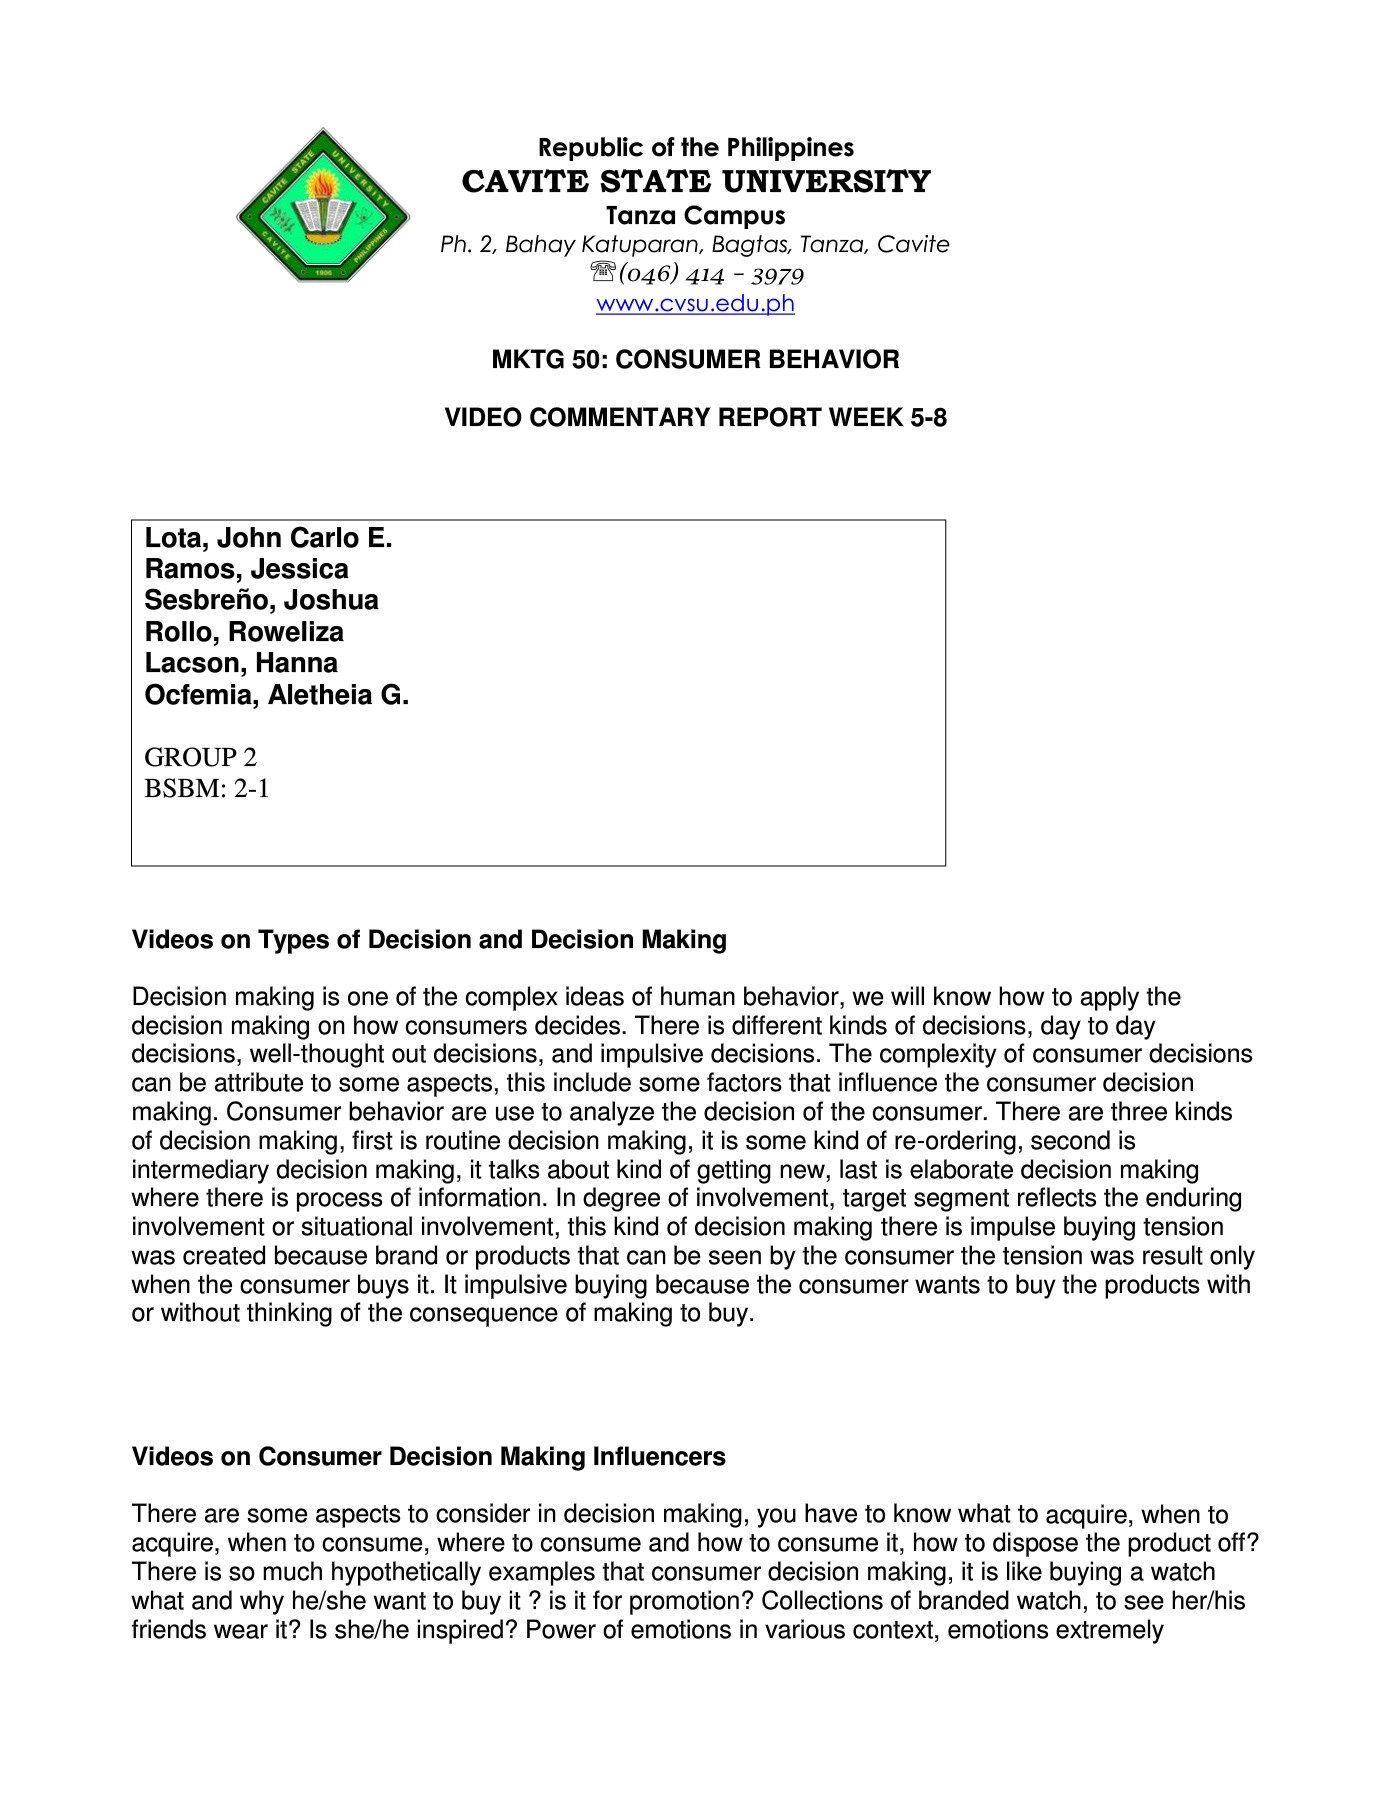 CAVITE STATE UNIVERSITY
CAVITE PHILIPPINES
1906
Republic of the Philippines
CAVITE STATE UNIVERSITY
Tanza Campus
Ph. 2, Bahay Katuparan, Bagtas, Tanza, Cavite
☏(046) 414 - 3979
www.cvsu.edu.ph
MKTG 50: CONSUMER BEHAVIOR
VIDEO COMMENTARY REPORT WEEK 5-8
Lota, John Carlo E.
Ramos, Jessica
Sesbreño, Joshua
Rollo, Roweliza
Lacson, Hanna
Ocfemia, Aletheia G.
GROUP 2
BSBM: 2-1
Videos on Types of Decision and Decision Making
Decision making is one of the complex ideas of human behavior, we will know how to apply the
decision making on how consumers decides. There is different kinds of decisions, day to day
decisions, well-thought out decisions, and impulsive decisions. The complexity of consumer decisions
can be attribute to some aspects, this include some factors that influence the consumer decision
making. Consumer behavior are use to analyze the decision of the consumer. There are three kinds
of decision making, first is routine decision making, it is some kind of re-ordering, second is
intermediary decision making, it talks about kind of getting new, last is elaborate decision making
where there is process of information. In degree of involvement, target segment reflects the enduring
involvement or situational involvement, this kind of decision making there is impulse buying tension
was created because brand or products that can be seen by the consumer the tension was result only
when the consumer buys it. It impulsive buying because the consumer wants to buy the products with
or without thinking of the consequence of making to buy.
Videos on Consumer Decision Making Influencers
There are some aspects to consider in decision making, you have to know what to acquire, when to
acquire, when to consume, where to consume and how to consume it, how to dispose the product off?
There is so much hypothetically examples that consumer decision making, it is like buying a watch
what and why he/she want to buy it ? is it for promotion? Collections of branded watch, to see her/his
friends wear it? Is she/he inspired? Power of emotions in various context, emotions extremely